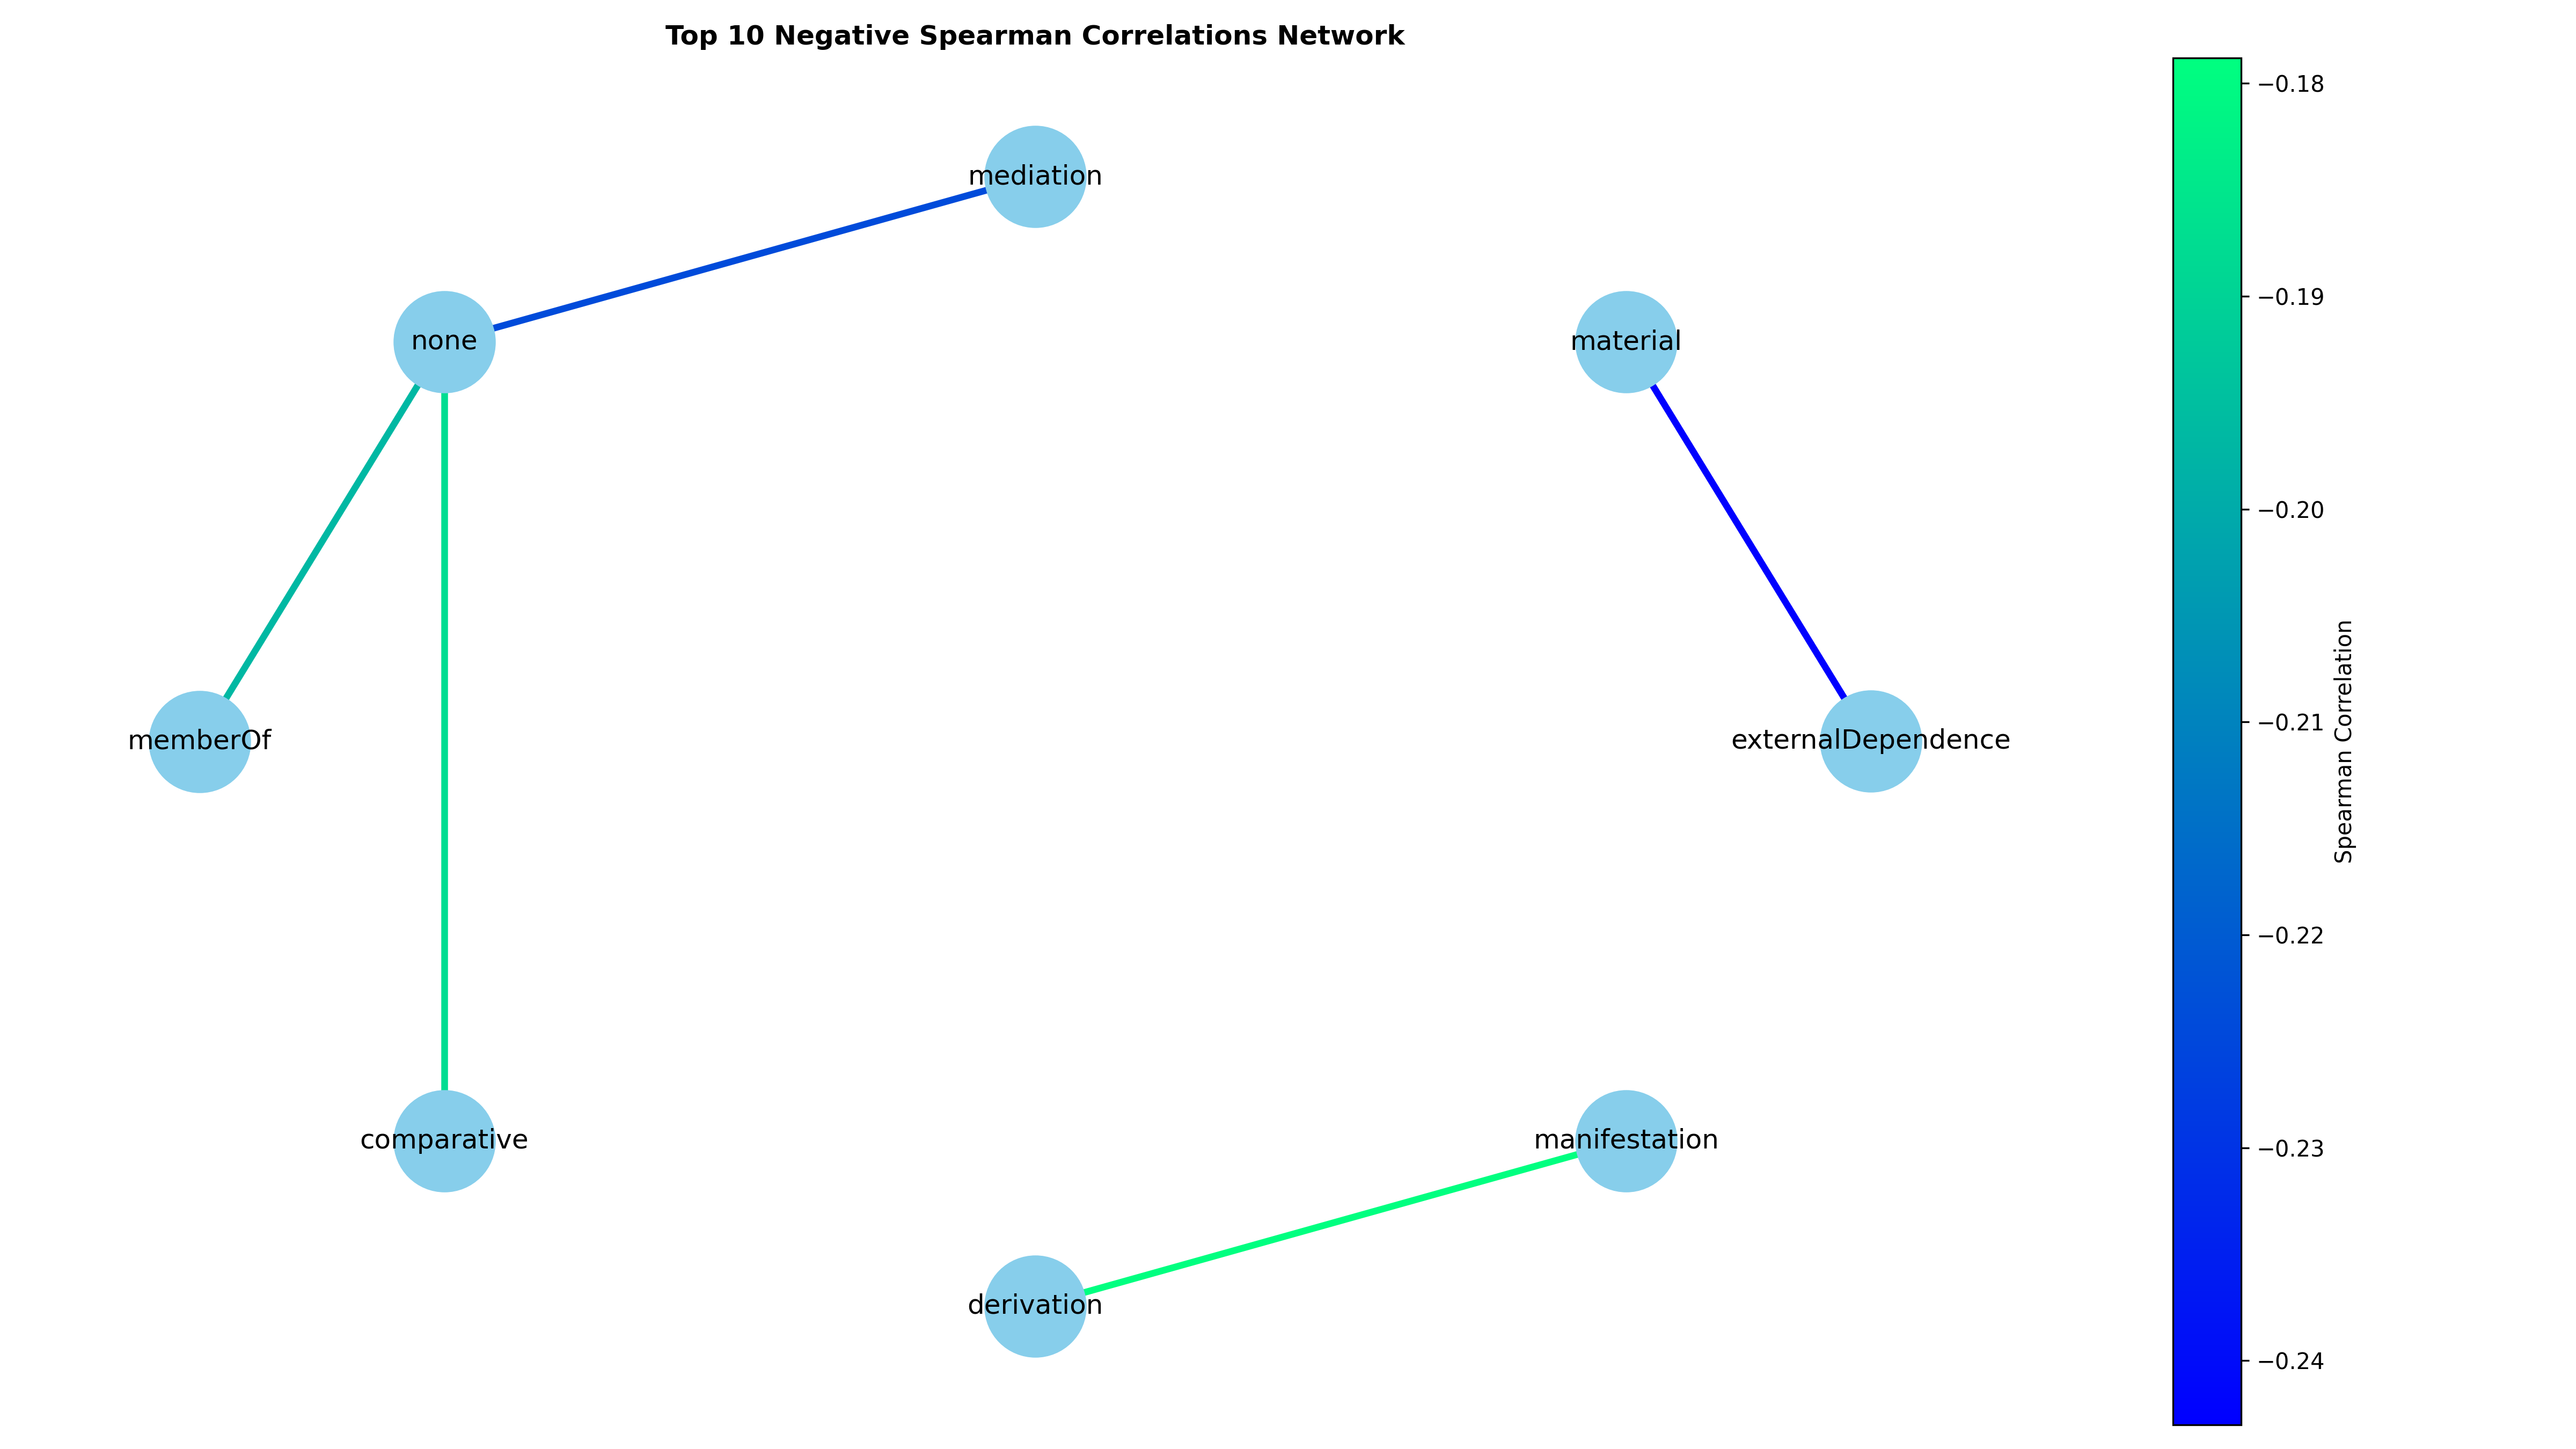 Top 10 Negative Spearman Correlations Network
mediation
none
material
memberOf
externalDependence
comparative
manifestation
derivation
−0.18
−0.19
−0.20
−0.21
−0.22
−0.23
−0.24
Spearman Correlation